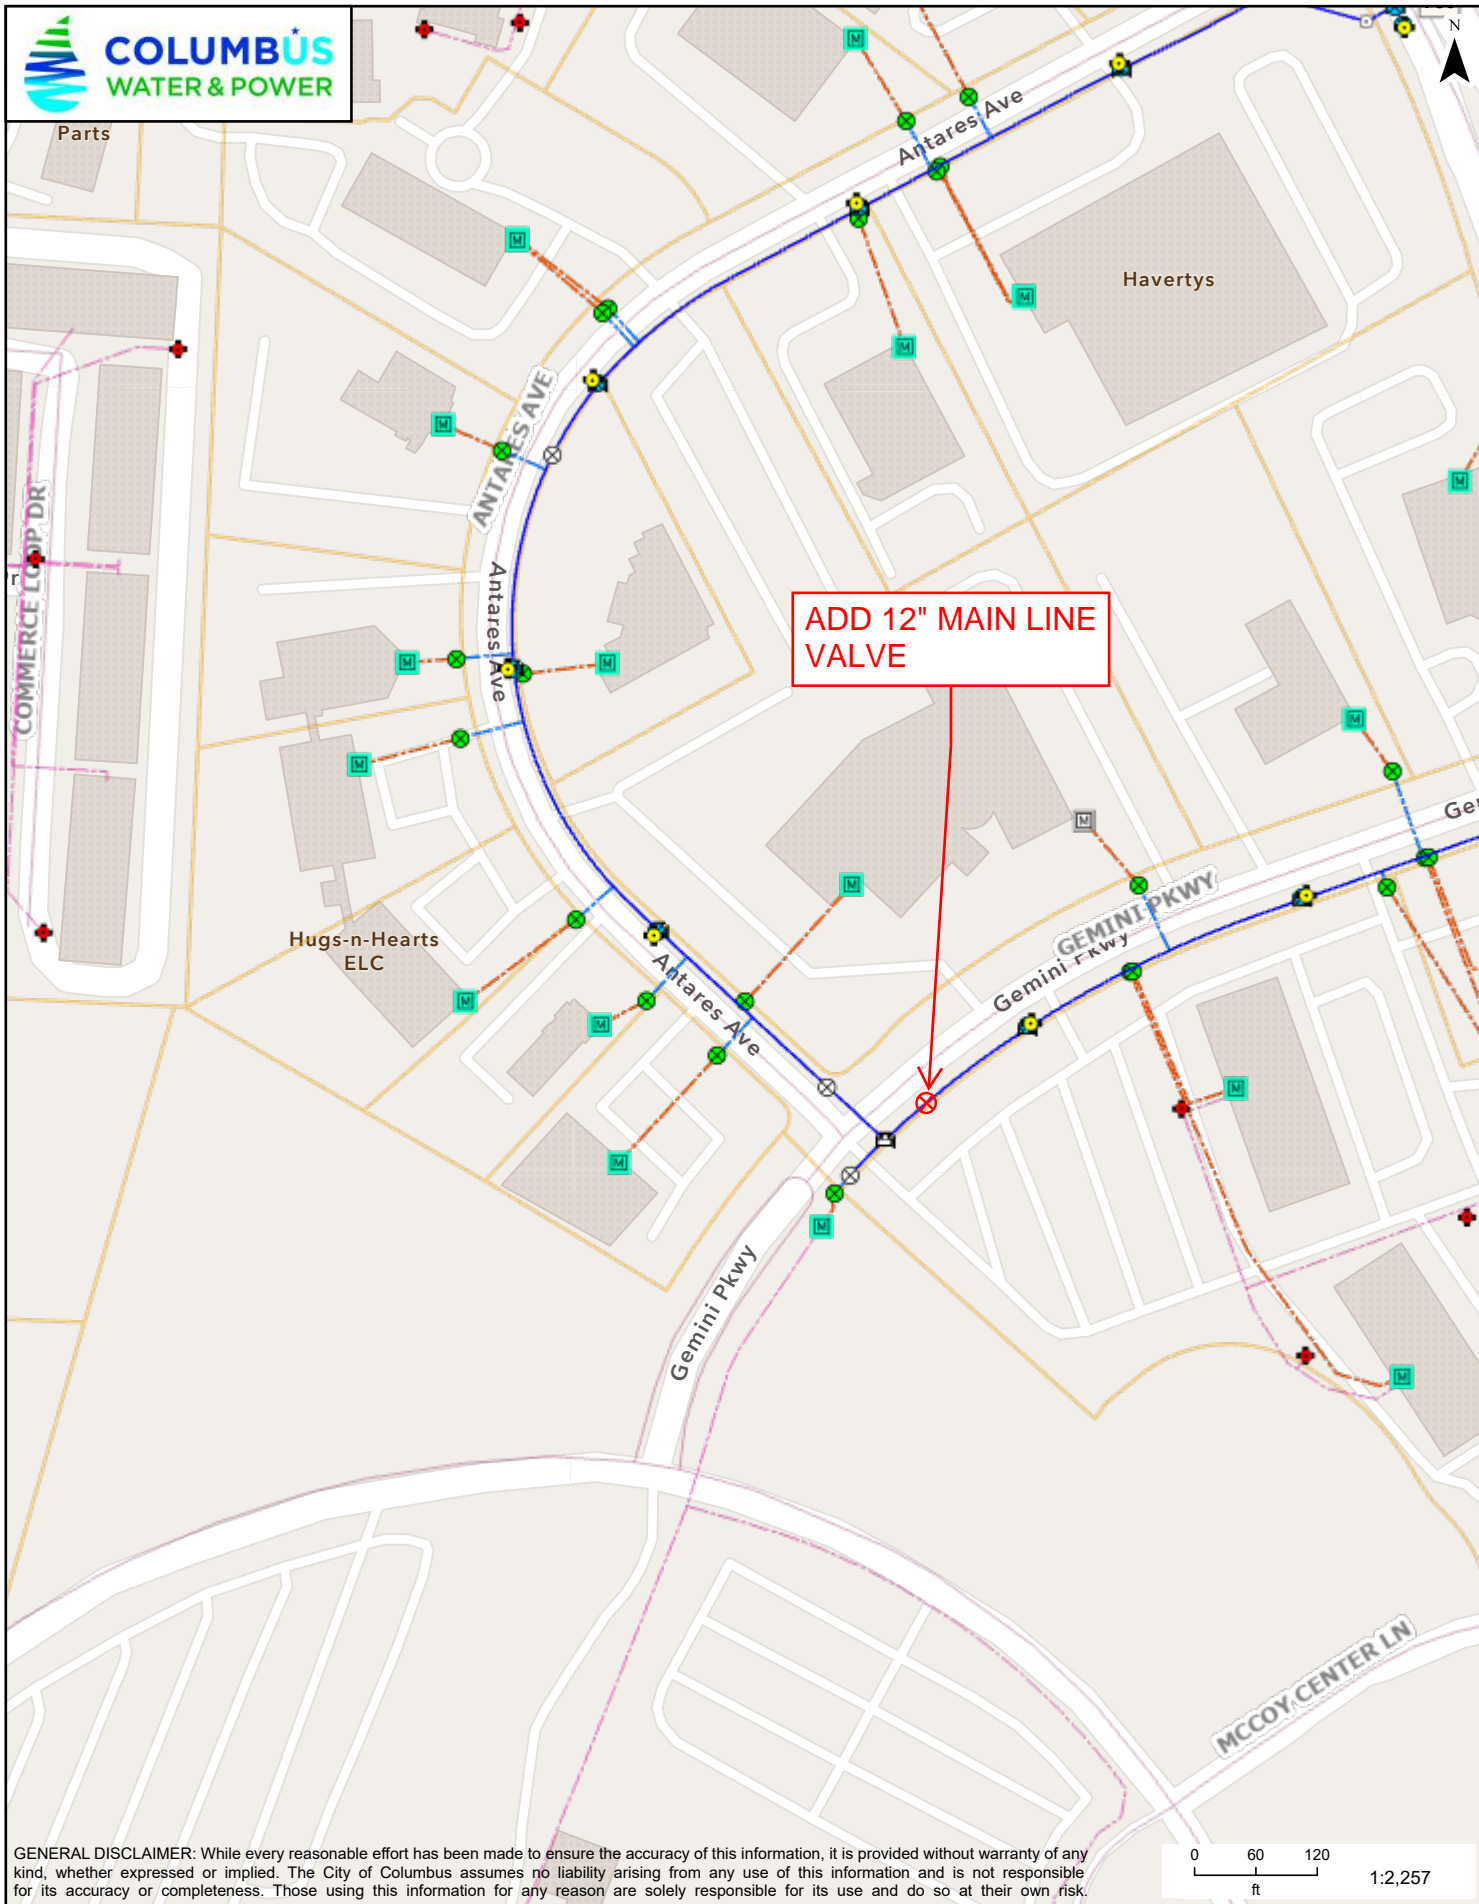 COLUMBUS
WATER & POWER
N
Parts
Antares Ave
Havertys
ANTARES AVE
COMMERCE LOOP DR
Antares Ave
ADD 12" MAIN LINE
VALVE
GEMINI PKWY
Gemini Pkwy
Hugs-n-Hearts
ELC
Antares Ave
Gemini Pkwy
MCCOY CENTER LN
GENERAL DISCLAIMER: While every reasonable effort has been made to ensure the accuracy of this information, it is provided without warranty of any
kind, whether expressed or implied. The City of Columbus assumes no liability arising from any use of this information and is not responsible
for its accuracy or completeness. Those using this information for any reason are solely responsible for its use and do so at their own risk.
0 60 120
ft
1:2,257